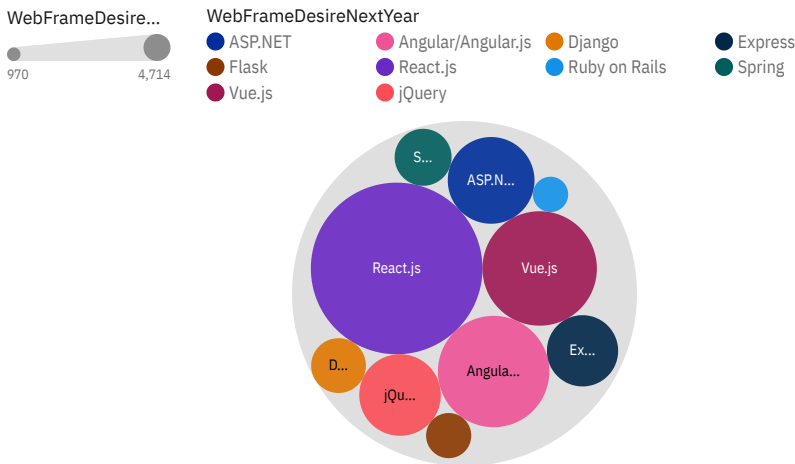 WebFrameDesire...
970 4,714
WebFrameDesireNextYear
ASP.NET Angular/Angular.js Django Express
Flask React.js Ruby on Rails Spring
Vue.js jQuery
S...
ASP.N...
React.js
Vue.js
Ex...
D...
Angula...
jQu...